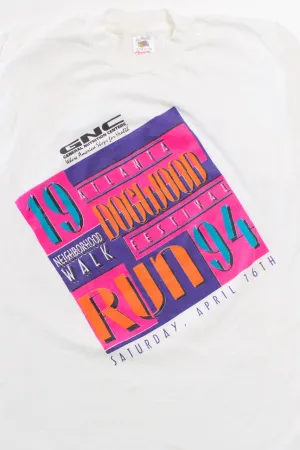 GNC
GENERAL NUTRITION CENTERS
Where America Shops for Health
19 ATLANTA
DOGWOOD
FESTIVAL
NEIGHBORHOOD
WALK
RUN 94
SATURDAY, APRIL 16TH